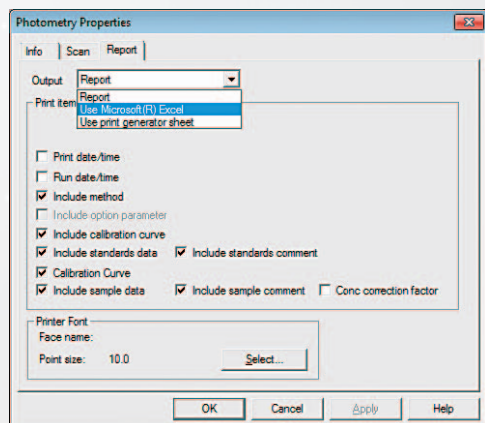 Photometry Properties
Info Scan Report
Output Report
Report
Print item
Use Microsoft(R) Excel
Use print generator sheet
Print date/time
Run date/time
Include method
Include option parameter
Include calibration curve
Include standards data Include standards comment
Calibration Curve
Include sample data Include sample comment Conc correction factor
Printer Font
Face name:
Point size: 10.0 Select...
OK Cancel Apply Help